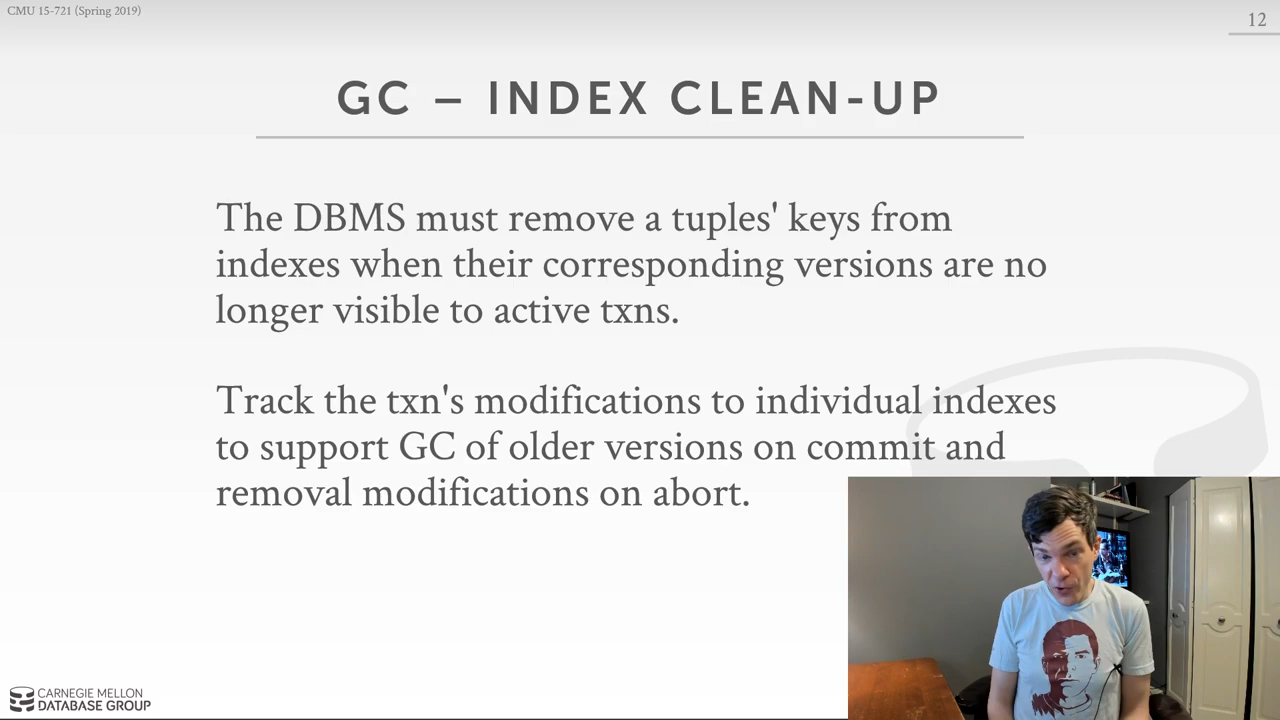 CMU 15-721 (Spring 2019)
12
GC – INDEX CLEAN-UP
The DBMS must remove a tuples' keys from
indexes when their corresponding versions are no
longer visible to active txns.
Track the txn's modifications to individual indexes
to support GC of older versions on commit and
removal modifications on abort.
CARNEGIE MELLON
DATABASE GROUP